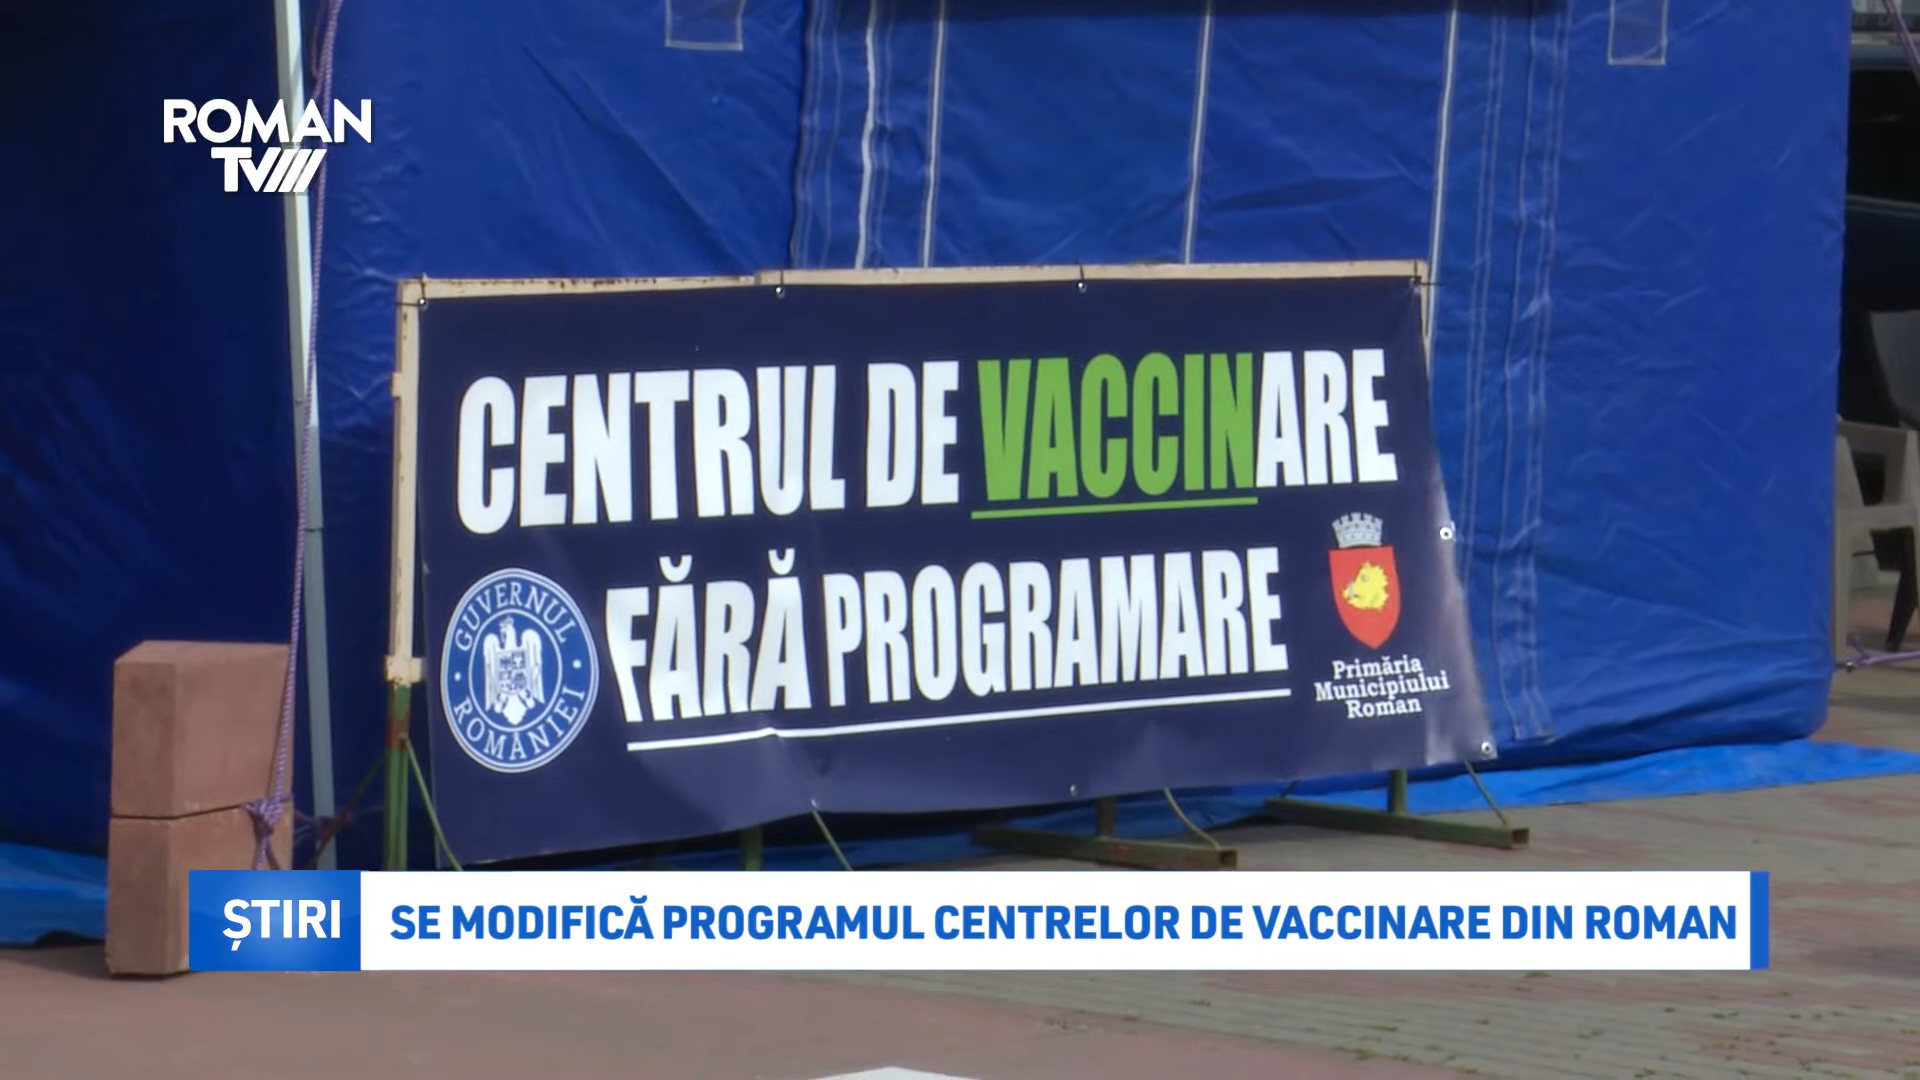 ROMAN
TV
CENTRUL DE VACCINARE
FĂRĂ PROGRAMARE
GUVERNUL ROMÂNIEI
Primăria
Municipiului
Roman
ȘTIRI
SE MODIFICĂ PROGRAMUL CENTRELOR DE VACCINARE DIN ROMAN